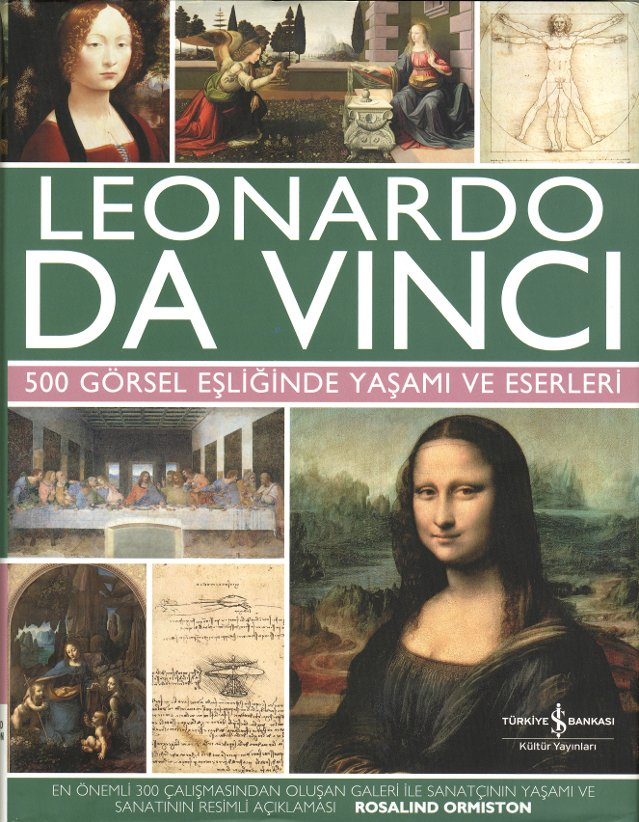 LEONARDO
DA VINCI
500 GÖRSEL EŞLİĞİNDE YAŞAMI VE ESERLERİ
TÜRKİYE İŞ BANKASI
Kültür Yayınları
EN ÖNEMLİ 300 ÇALIŞMASINDAN OLUŞAN GALERİ İLE SANATÇININ YAŞAMI VE
SANATININ RESİMLİ AÇIKLAMASI ROSALIND ORMISTON